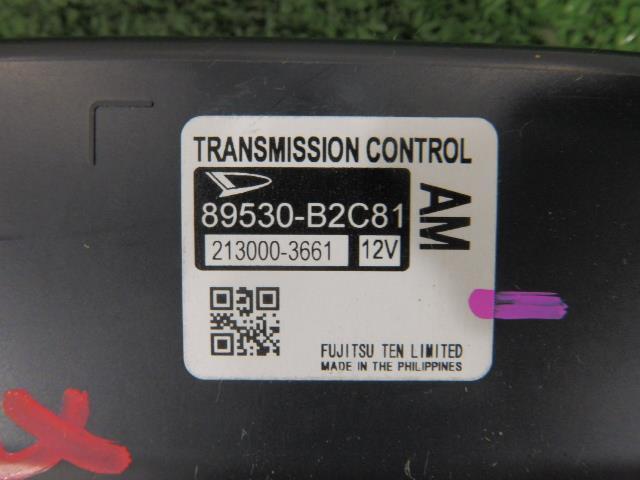 TRANSMISSION CONTROL
89530-B2C81
AM
213000-3661 12V
FUJITSU TEN LIMITED
MADE IN THE PHILIPPINES